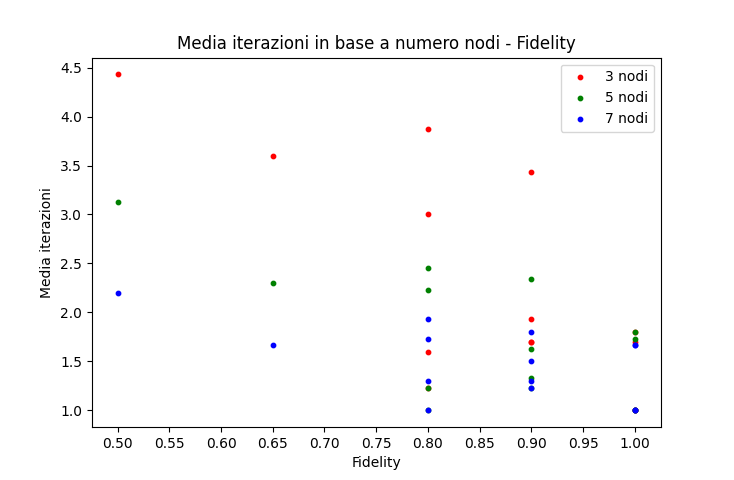 Media iterazioni in base a numero nodi - Fidelity
3 nodi
5 nodi
7 nodi
Media iterazioni
4.5
4.0
3.5
3.0
2.5
2.0
1.5
1.0
0.50 0.55 0.60 0.65 0.70 0.75 0.80 0.85 0.90 0.95 1.00
Fidelity